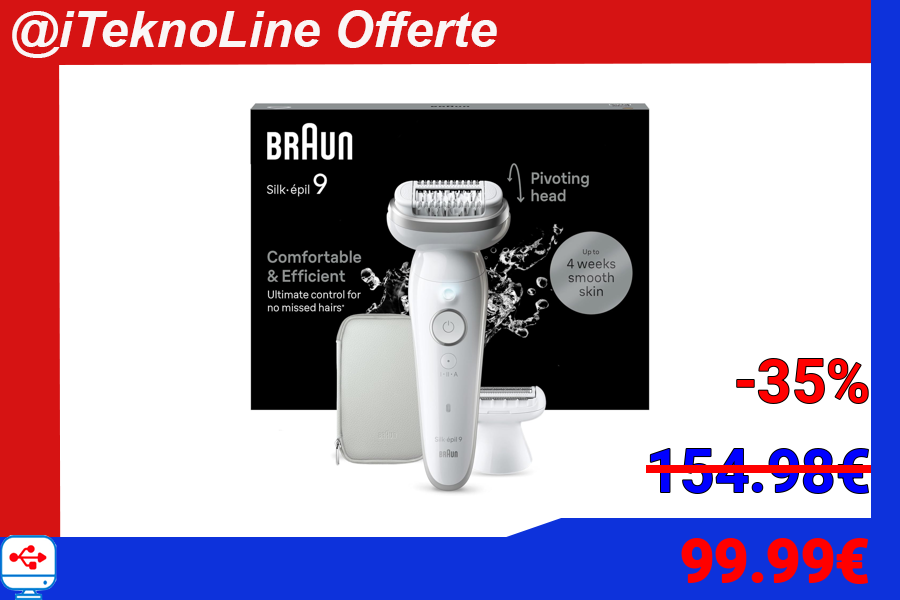 @iTeknoLine Offerte
BRAUN
Silk·épil 9
Pivoting
head
Comfortable
& Efficient
Ultimate control for
no missed hairs*
Up to
4 weeks
smooth
skin
Silk·épil 9
BRAUN
-35%
154.98€
99.99€